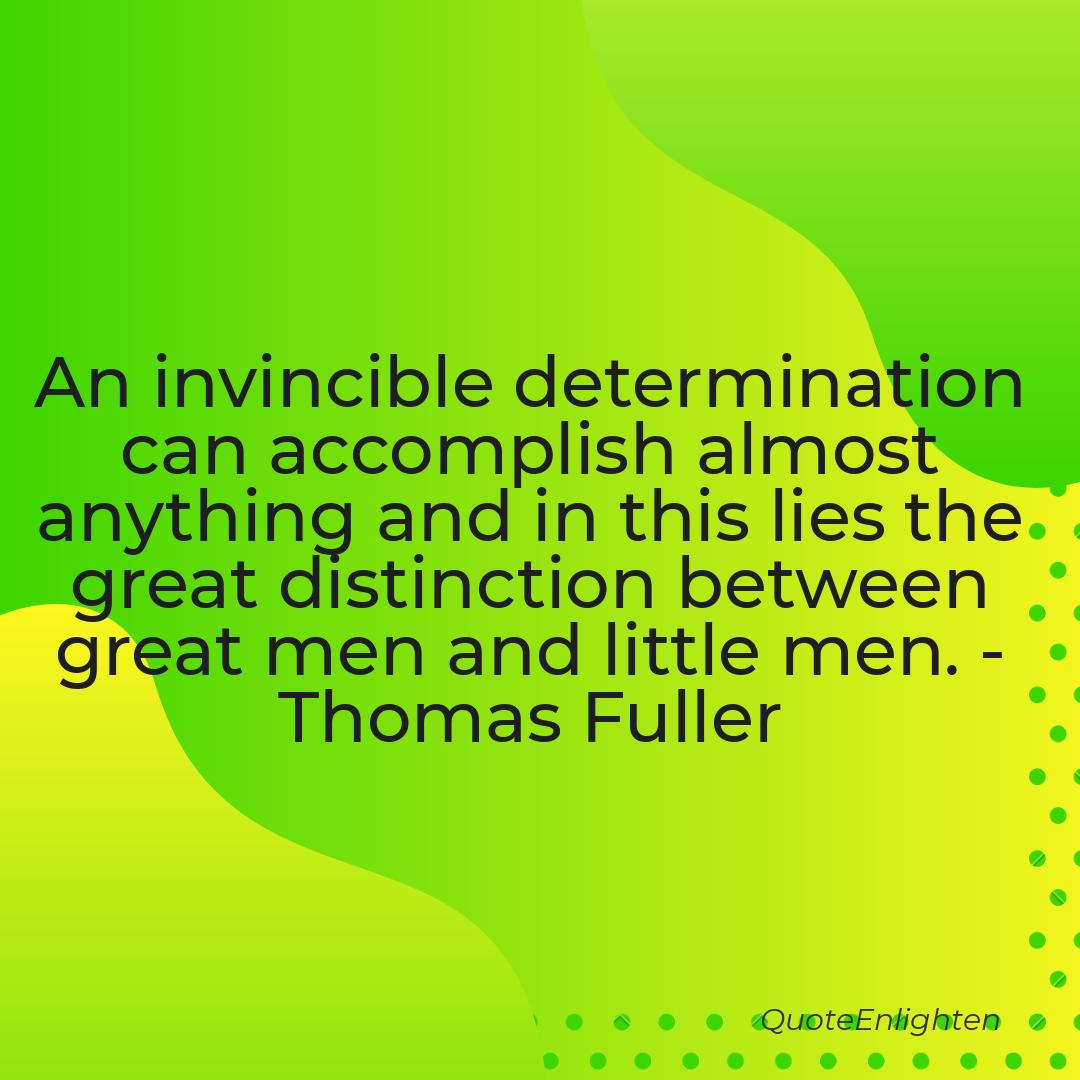 An invincible determination
can accomplish almost
anything and in this lies the
great distinction between
great men and little men. -
Thomas Fuller
QuoteEnlighten